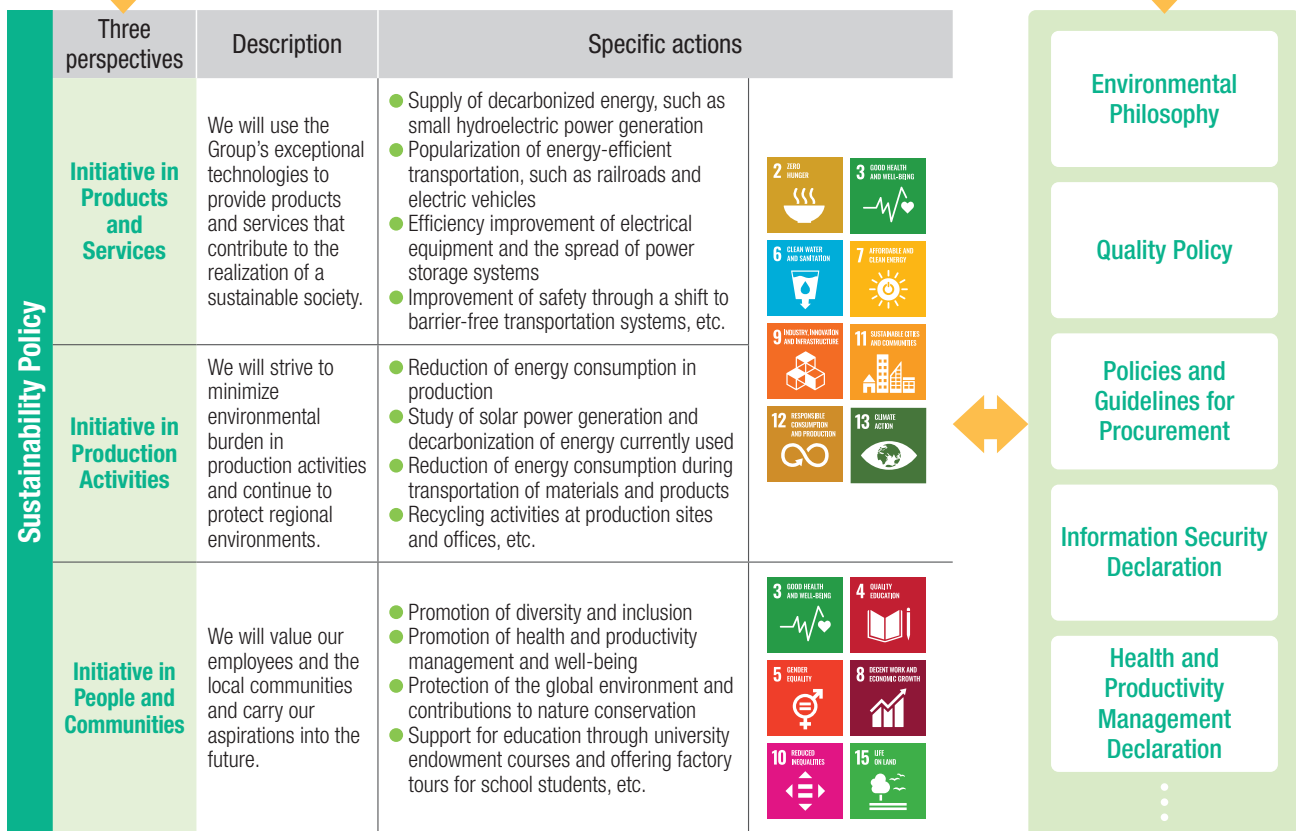 Sustainability Policy
Three
perspectives
Description
Specific actions
Initiative in
Products
and
Services
We will use the
Group's exceptional
technologies to
provide products
and services that
contribute to the
realization of a
sustainable society.
● Supply of decarbonized energy, such as
small hydroelectric power generation
● Popularization of energy-efficient
transportation, such as railroads and
electric vehicles
● Efficiency improvement of electrical
equipment and the spread of power
storage systems
● Improvement of safety through a shift to
barrier-free transportation systems, etc.
Initiative in
Production
Activities
We will strive to
minimize
environmental
burden in
production activities
and continue to
protect regional
environments.
● Reduction of energy consumption in
production
● Study of solar power generation and
decarbonization of energy currently used
● Reduction of energy consumption during
transportation of materials and products
● Recycling activities at production sites
and offices, etc.
2 ZERO
HUNGER
3 GOOD HEALTH
AND WELL-BEING
6 CLEAN WATER
AND SANITATION
7 AFFORDABLE AND
CLEAN ENERGY
9 INDUSTRY, INNOVATION
AND INFRASTRUCTURE
11 SUSTAINABLE CITIES
AND COMMUNITIES
12 RESPONSIBLE
CONSUMPTION
AND PRODUCTION
13 CLIMATE
ACTION
Initiative in
People and
Communities
We will value our
employees and the
local communities
and carry our
aspirations into the
future.
● Promotion of diversity and inclusion
● Promotion of health and productivity
management and well-being
● Protection of the global environment and
contributions to nature conservation
● Support for education through university
endowment courses and offering factory
tours for school students, etc.
3 GOOD HEALTH
AND WELL-BEING
4 QUALITY
EDUCATION
5 GENDER
EQUALITY
8 DECENT WORK AND
ECONOMIC GROWTH
10 REDUCED
INEQUALITIES
15 LIFE
ON LAND
Environmental
Philosophy
Quality Policy
Policies and
Guidelines for
Procurement
Information Security
Declaration
Health and
Productivity
Management
Declaration